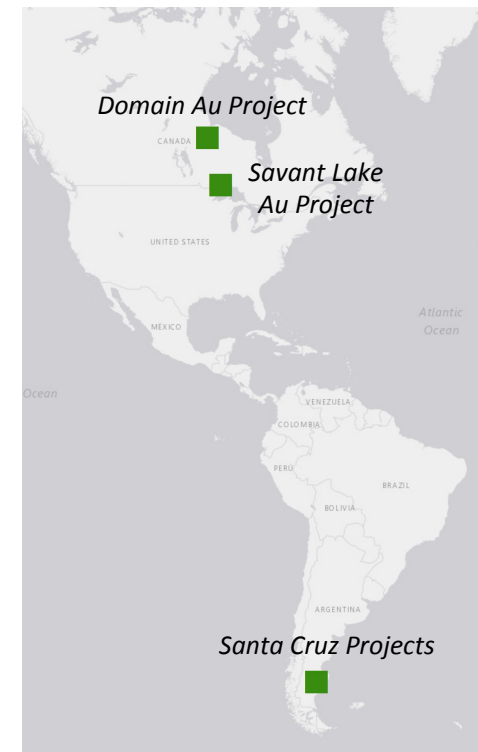 Domain Au Project
CANADA
Savant Lake
Au Project
UNITED STATES
Atlantic
Ocean
MÉXICO
Ocean
VENEZUELA
COLOMBIA
PERÚ
BRAZIL
BOLIVIA
ARGENTINA
Santa Cruz Projects